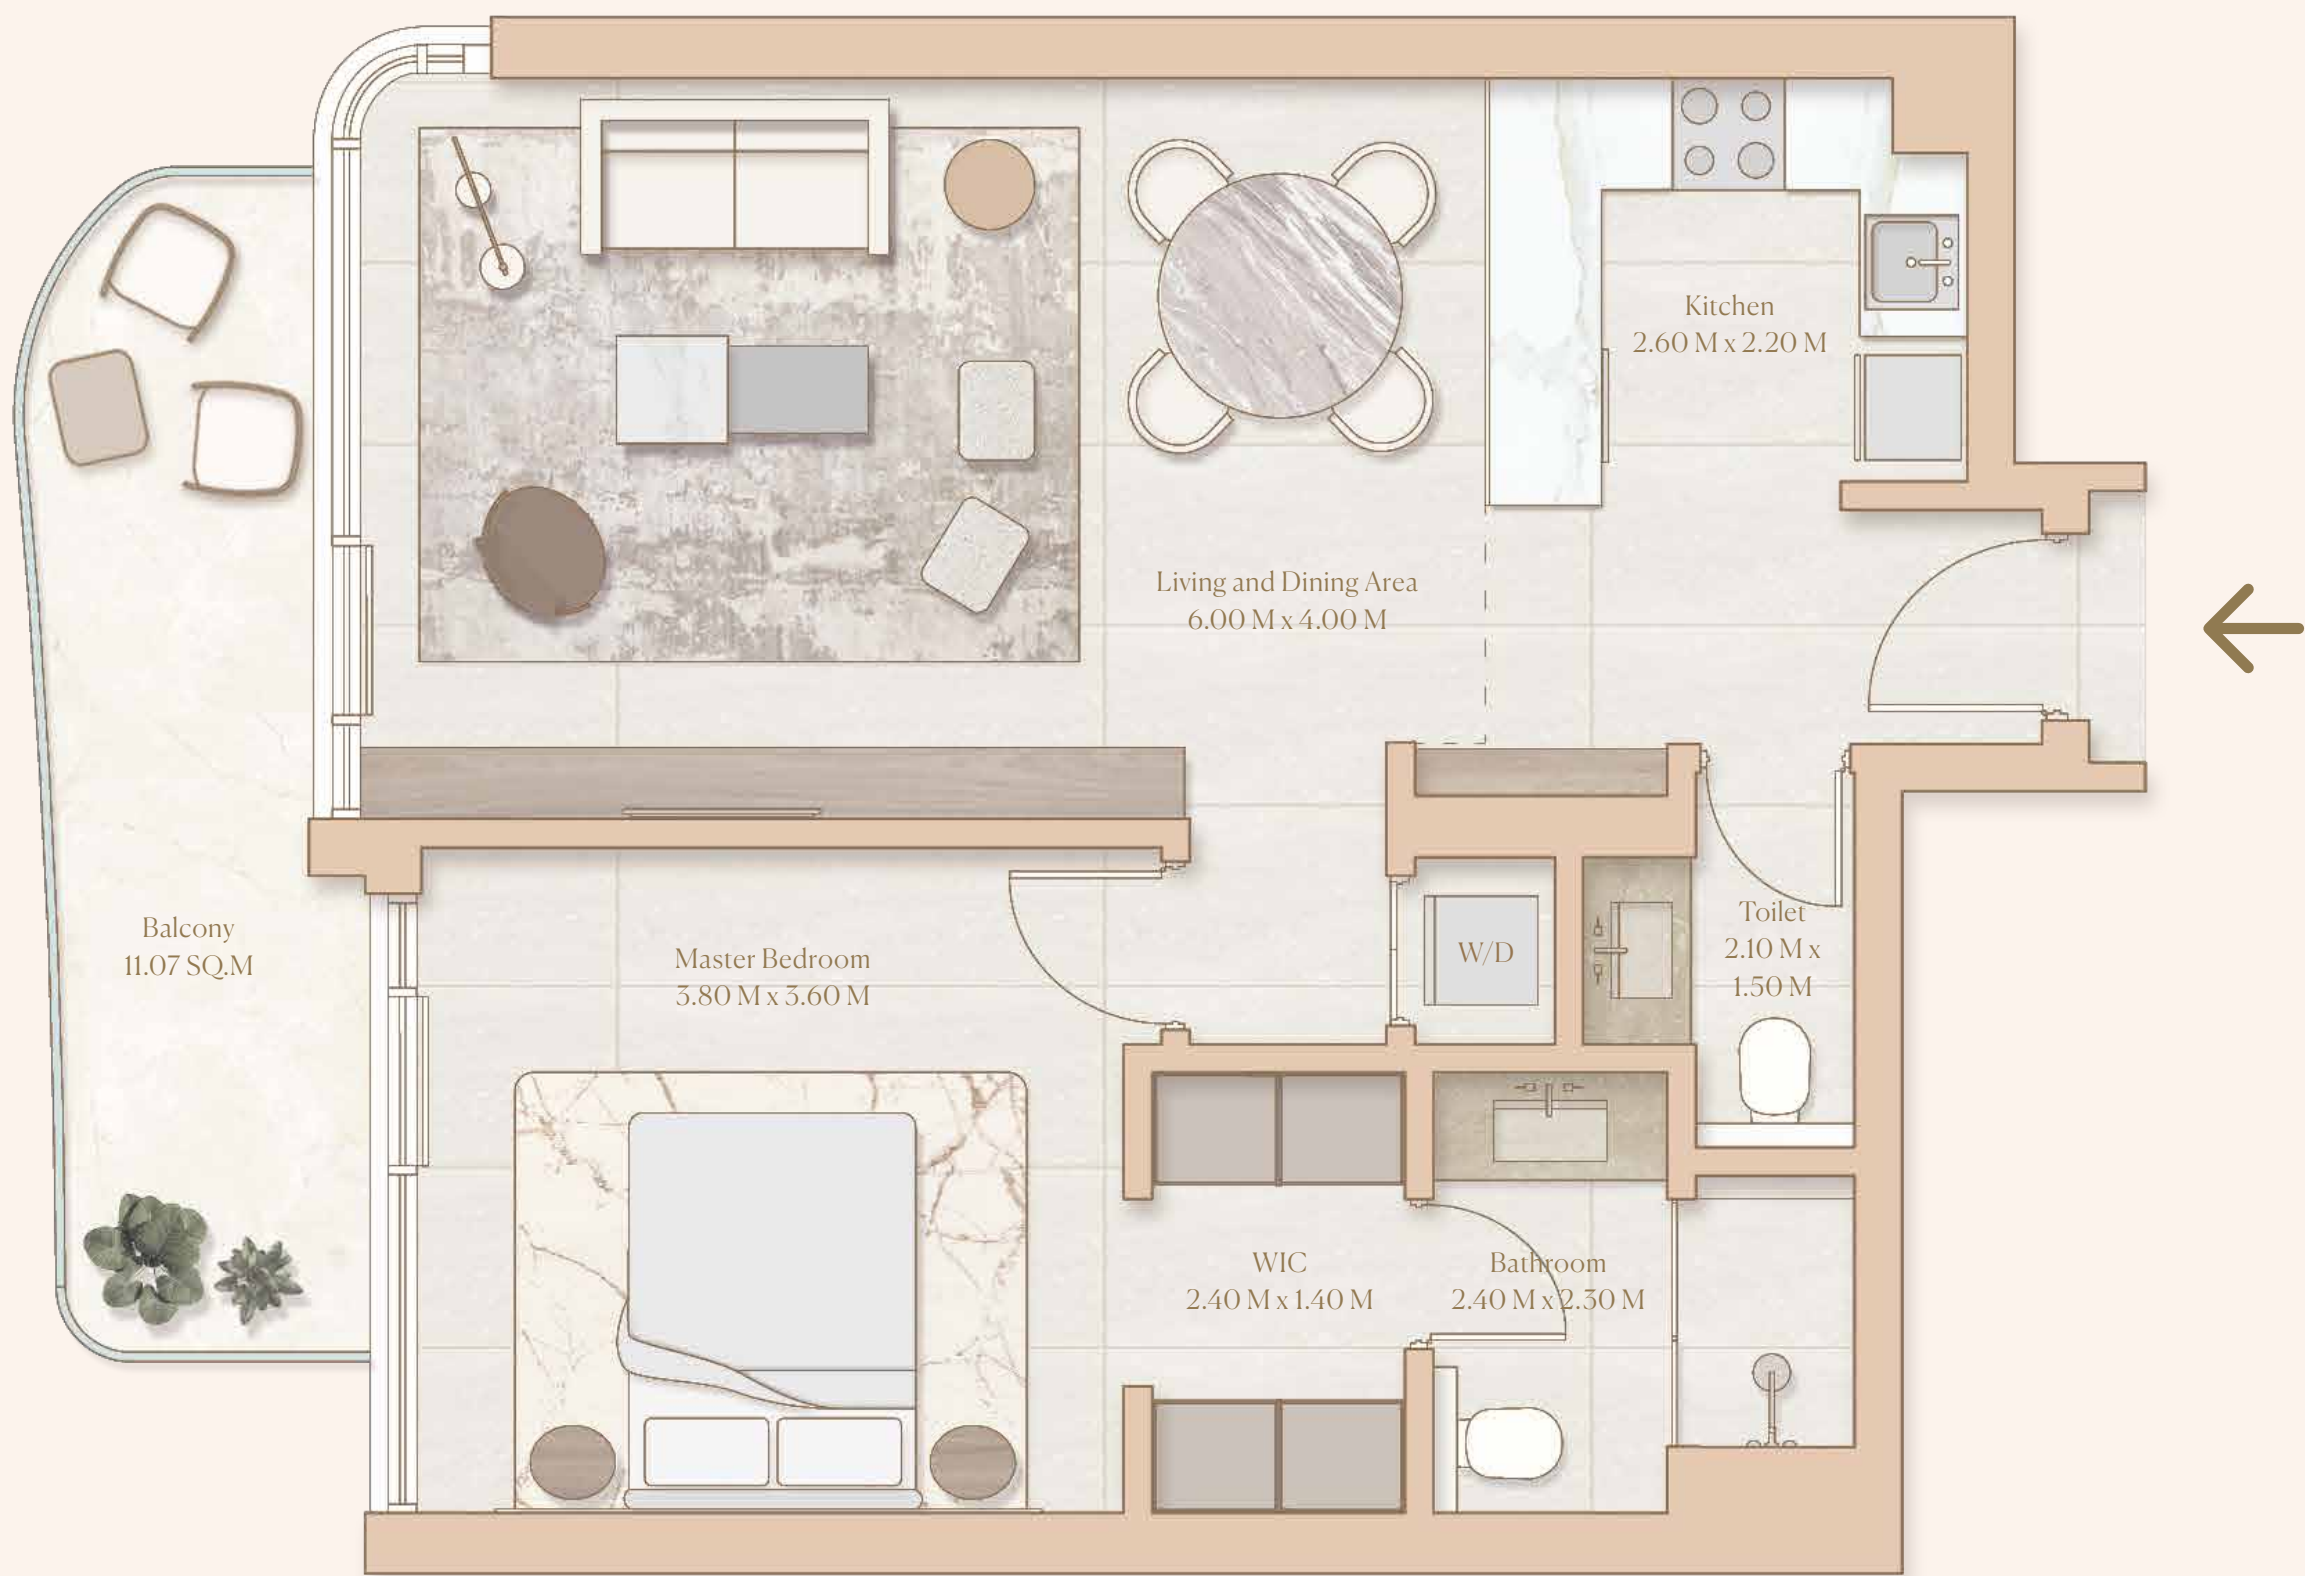 Kitchen
2.60 M x 2.20 M
Living and Dining Area
6.00 M x 4.00 M
Balcony
11.07 SQ.M
Master Bedroom
3.80 M x 3.60 M
W/D
Toilet
2.10 M x
1.50 M
WIC
2.40 M x 1.40 M
Bathroom
2.40 M x 2.30 M